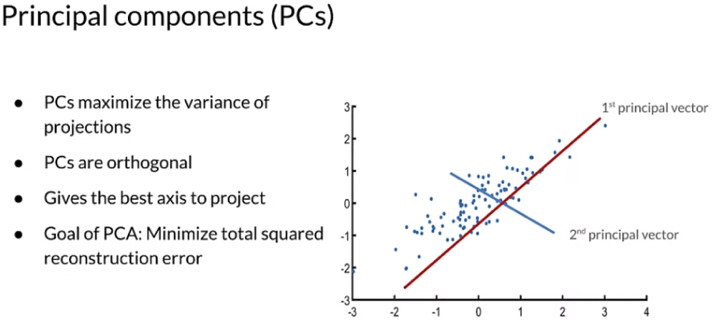 Principal components (PCs)
● PCs maximize the variance of
projections
● PCs are orthogonal
● Gives the best axis to project
● Goal of PCA: Minimize total squared
reconstruction error
1st principal vector
2nd principal vector
3
2
1
0
-1
-2
-3
-3 -2 -1 0 1 2 3 4